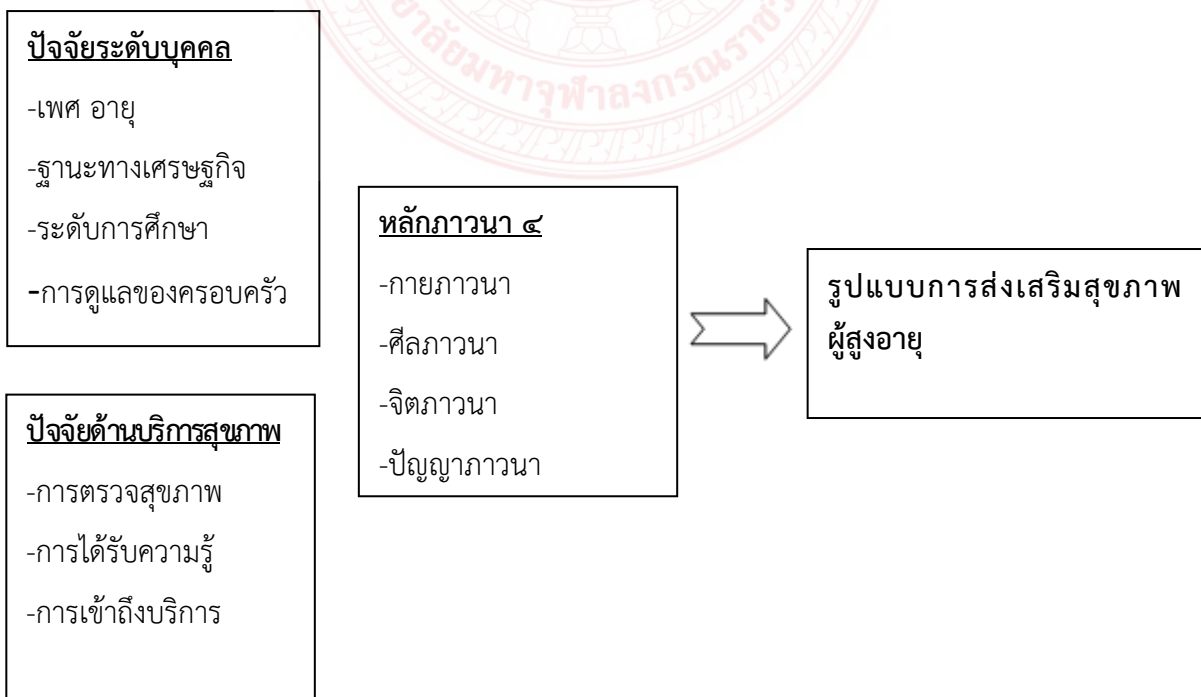 ปัจจัยระดับบุคคล
-เพศ อายุ
-ฐานะทางเศรษฐกิจ
-ระดับการศึกษา
-การดูแลของครอบครัว
ปัจจัยด้านบริการสุขภาพ
-การตรวจสุขภาพ
-การได้รับความรู้
-การเข้าถึงบริการ
หลักภาวนา ๔
-กายภาวนา
-ศีลภาวนา
-จิตภาวนา
-ปัญญาภาวนา
รูปแบบการส่งเสริมสุขภาพ
ผู้สูงอายุ